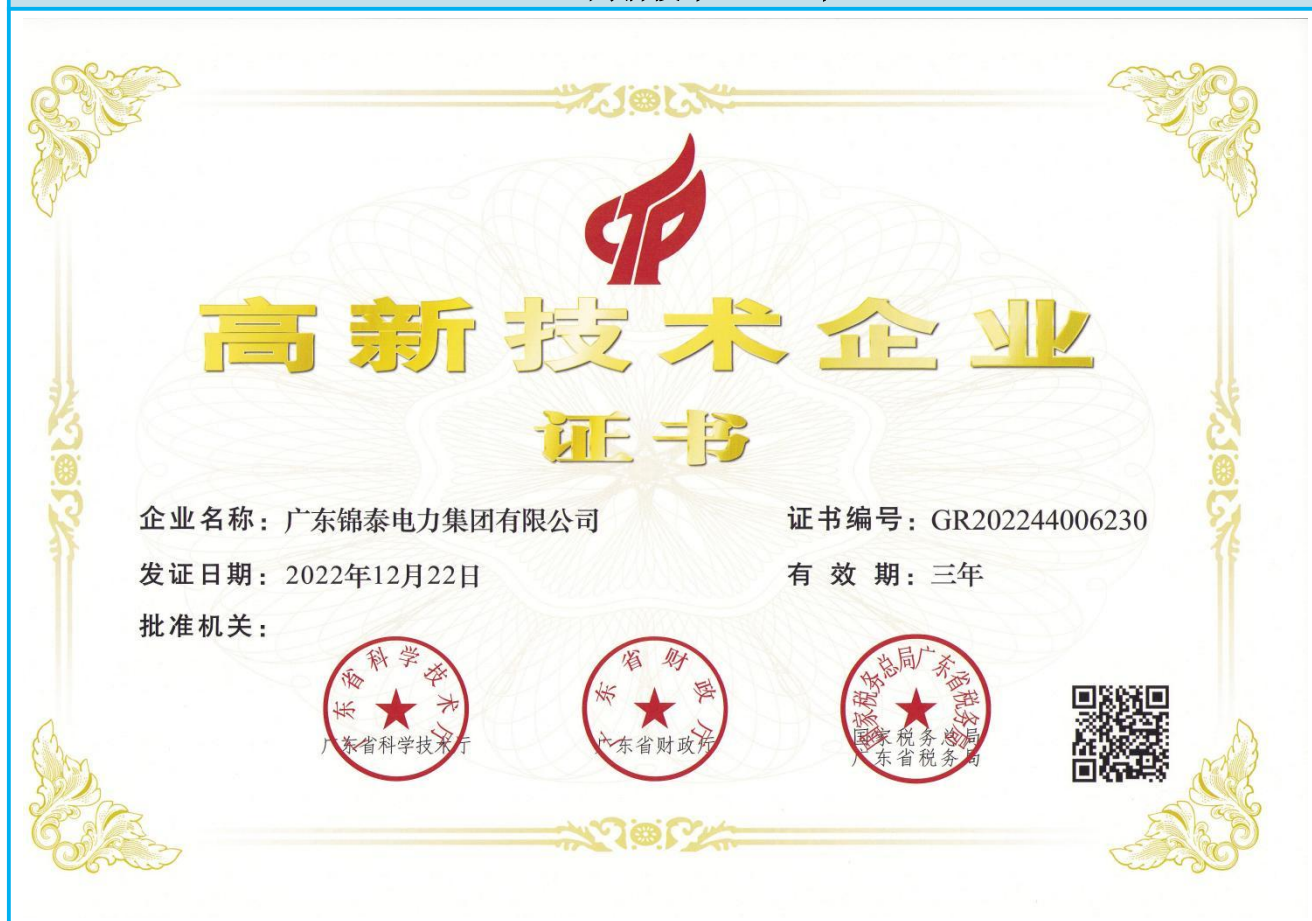 高新技术企业
证书
企业名称：广东锦泰电力集团有限公司
证书编号：GR202244006230
发证日期：2022年12月22日
有 效 期：三年
批准机关：
广东省科学技术厅
广东省科学技术厅
广东省财政厅
广东省财政厅
国家税务总局广东省税务局
国家税务总局
广东省税务局